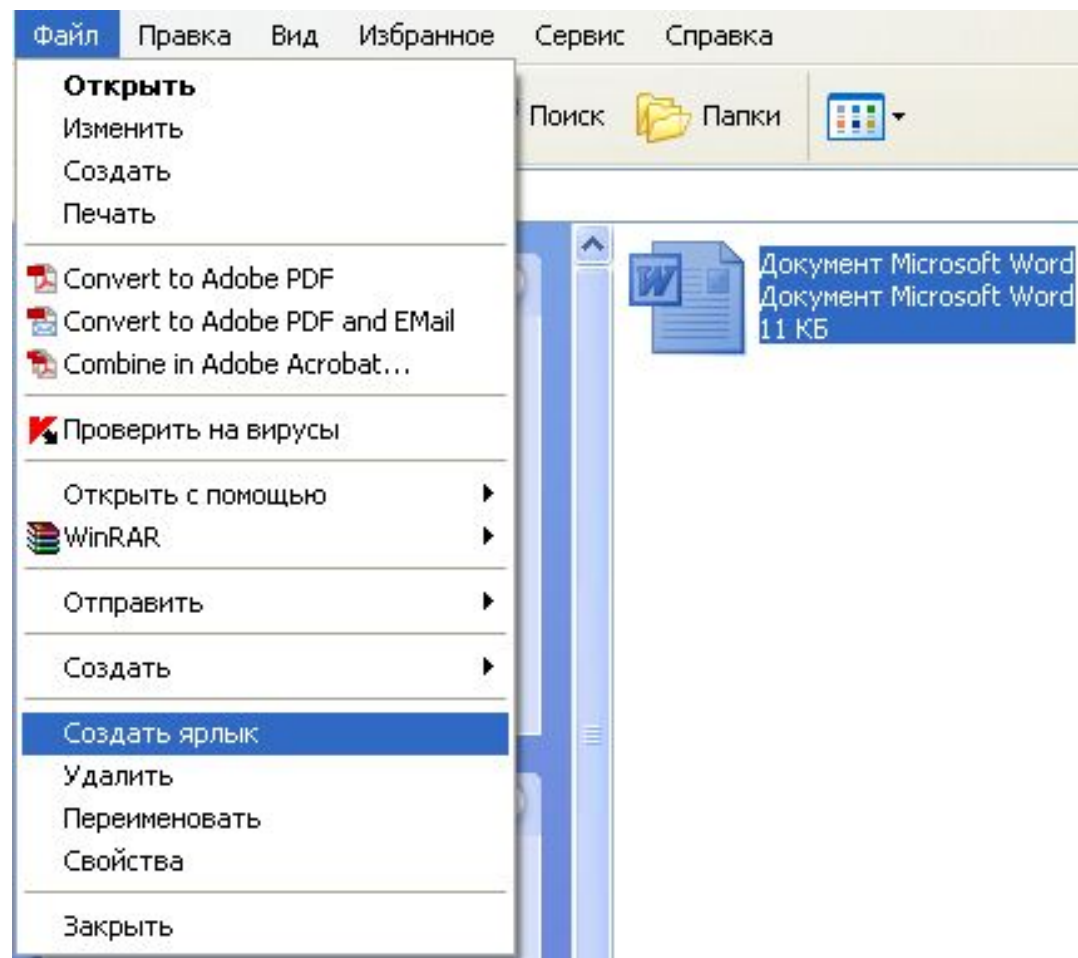 Файл Правка Вид Избранное Сервис Справка
Поиск Папки
Открыть
Изменить
Создать
Печать
Convert to Adobe PDF
Convert to Adobe PDF and EMail
Combine in Adobe Acrobat...
Проверить на вирусы
Открыть с помощью
WinRAR
Отправить
Создать
Создать ярлык
Удалить
Переименовать
Свойства
Закрыть
Документ Microsoft Word
Документ Microsoft Word
11 КБ